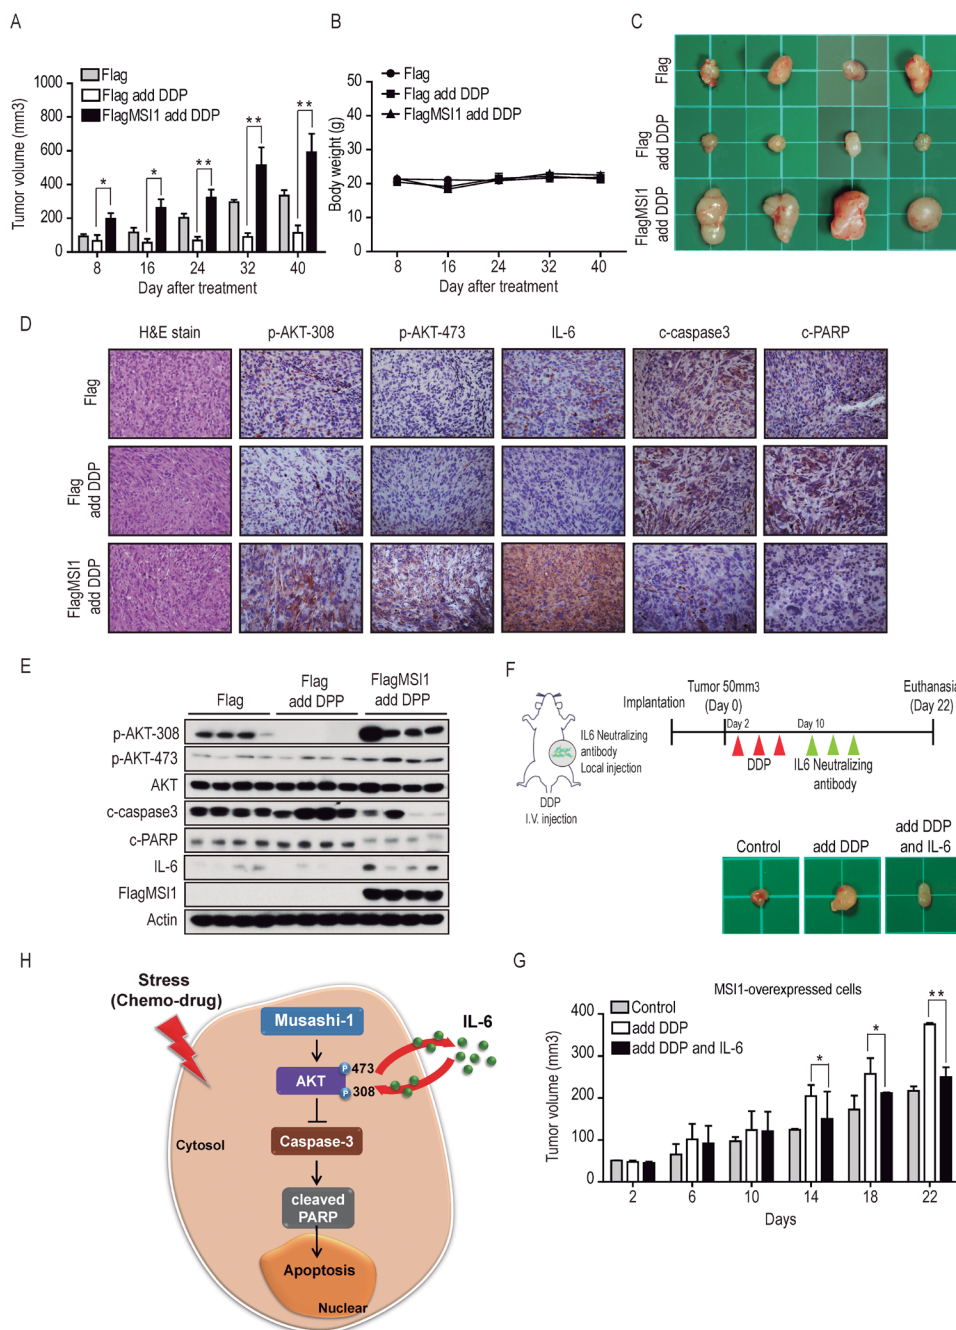 A
Tumor volume (mm3)
1000
800
600
400
200
0
Flag
Flag add DDP
FlagMSI1 add DDP
*
*
**
**
**
8
16
24
32
40
Day after treatment
B
Body weight (g)
50
40
30
20
10
0
Flag
Flag add DDP
FlagMSI1 add DDP
8
16
24
32
40
Day after treatment
C
Flag
Flag
add DDP
FlagMSI1
add DDP
D
H&E stain
p-AKT-308
p-AKT-473
IL-6
c-caspase3
c-PARP
Flag
Flag
add DDP
FlagMSI1
add DDP
E
Flag
Flag
add DPP
FlagMSI1
add DPP
p-AKT-308
p-AKT-473
AKT
c-caspase3
c-PARP
IL-6
FlagMSI1
Actin
F
Implantation
Tumor 50mm3
(Day 0)
Euthanasia
(Day 22)
Day 2
Day 10
DDP
IL6 Neutralizing
antibody
IL6 Neutralizing
antibody
Local injection
DDP
I.V. injection
Control
add DDP
add DDP
and IL-6
H
Stress
(Chemo-drug)
Musashi-1
IL-6
AKT
P
473
P
308
Caspase-3
Cytosol
cleaved
PARP
Apoptosis
Nuclear
G
MSI1-overexpressed cells
Tumor volume (mm3)
400
300
200
100
0
Control
add DDP
add DDP and IL-6
*
*
**
2
6
10
14
18
22
Days